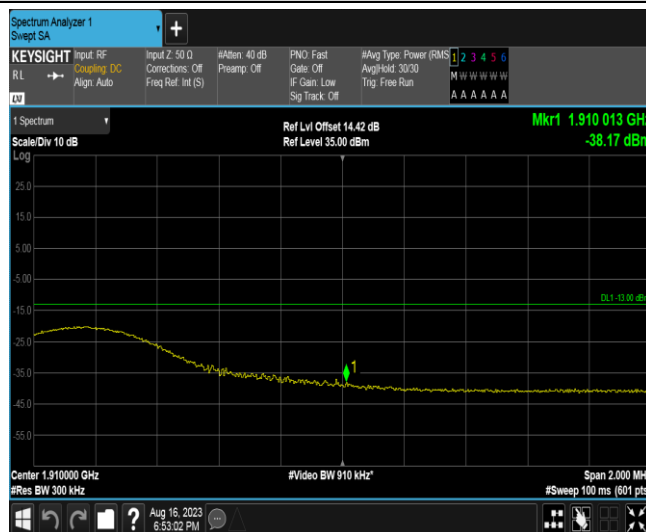 Spectrum Analyzer 1
Swept SA
KEYSIGHT Input: RF Input Z: 50 Ω #Atten: 40 dB PNO: Fast #Avg Type: Power (RMS 1 2 3 4 5 6
RL Coupling: DC Corrections: Off Preamp: Off Gate: Off Avg|Hold: 30/30 M W W W W W
Align: Auto Freq Ref: Int (S) IF Gain: Low Trig: Free Run
Sig Track: Off A A A A A A
LXI
1 Spectrum Ref Lvl Offset 14.42 dB Mkr1 1.910 013 GHz
Scale/Div 10 dB Ref Level 35.00 dBm -38.17 dBm
Log
25.0
15.0
5.00
-5.00
DL1 -13.00 dBm
-15.0
-25.0
1
-35.0
-45.0
-55.0
Center 1.910000 GHz #Video BW 910 kHz* Span 2.000 MH
#Res BW 300 kHz #Sweep 100 ms (601 pts
? Aug 16, 2023
6:53:02 PM